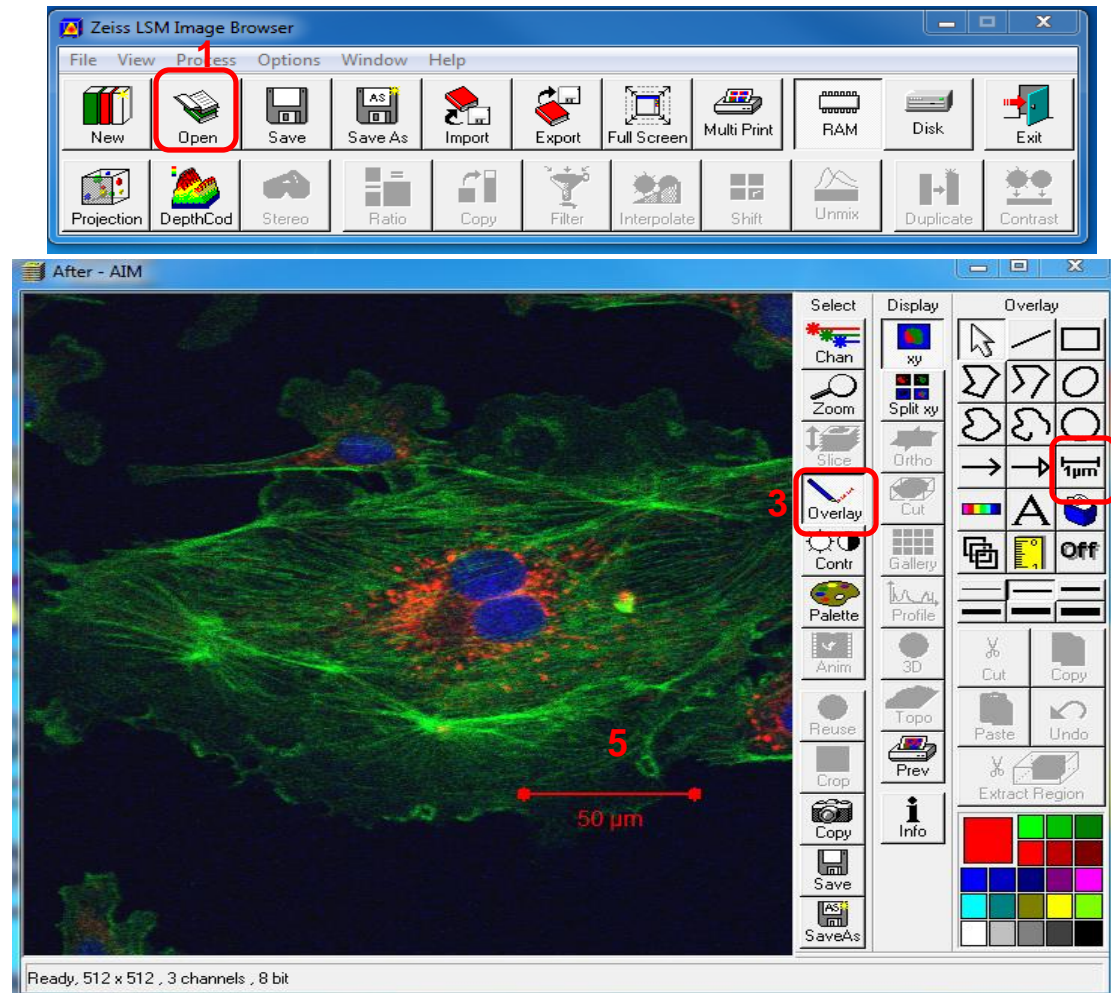 Zeiss LSM Image Browser
File View Process Options Window Help
1
New Open Save Save As Import Export Full Screen Multi Print RAM Disk Exit
AS
Projection DepthCod Stereo Ratio Copy Filter Interpolate Shift Unmix Duplicate Contrast
After - AIM
Select Display Overlay
Chan xy
Zoom Split xy
Slice Ortho
1µm
3 Overlay Cut
A
Contr Gallery Off
Palette Profile
Anim 3D Cut Copy
Reuse Topo Paste Undo
5
Crop Prev Extract Region
50 µm
Copy Info
Save
AS
SaveAs
Ready, 512 x 512 , 3 channels , 8 bit